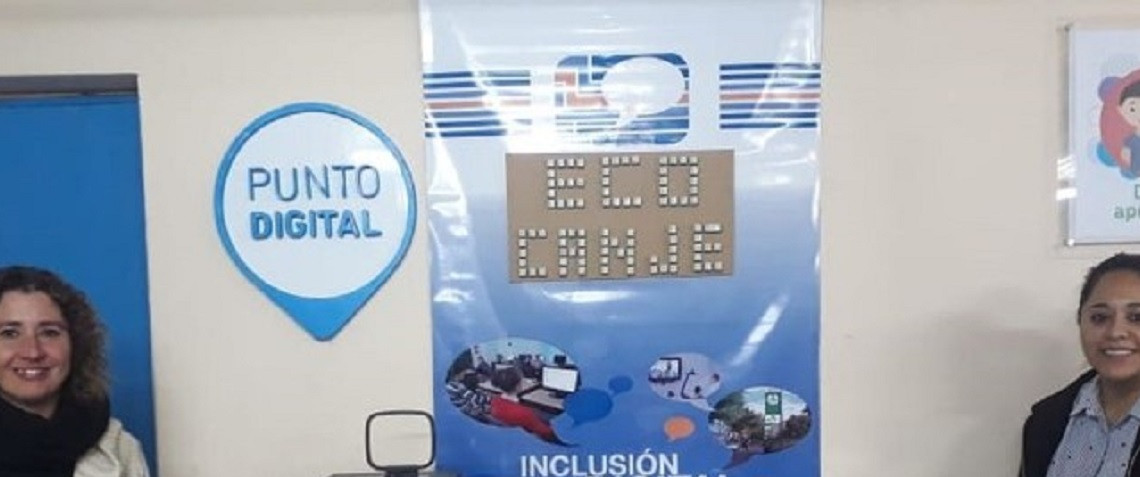 PUNTO
DIGITAL
ECO
CANJE
INCLUSIÓN